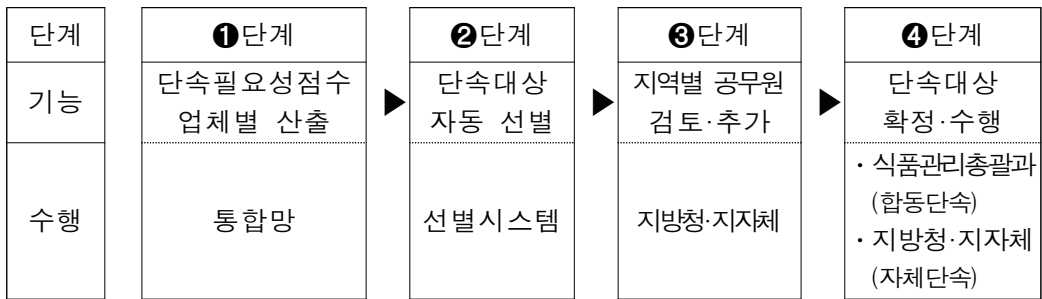 단계 ❶단계 ❷단계 ❸단계 ❹단계
기능 단속필요성점수 ▶ 단속대상 ▶ 지역별 공무원 ▶ 단속대상
업체별 산출 자동 선별 검토·추가 확정·수행
수행 통합망 선별시스템 지방청·지자체 · 식품관리총괄과
(합동단속)
· 지방청·지자체
(자체단속)